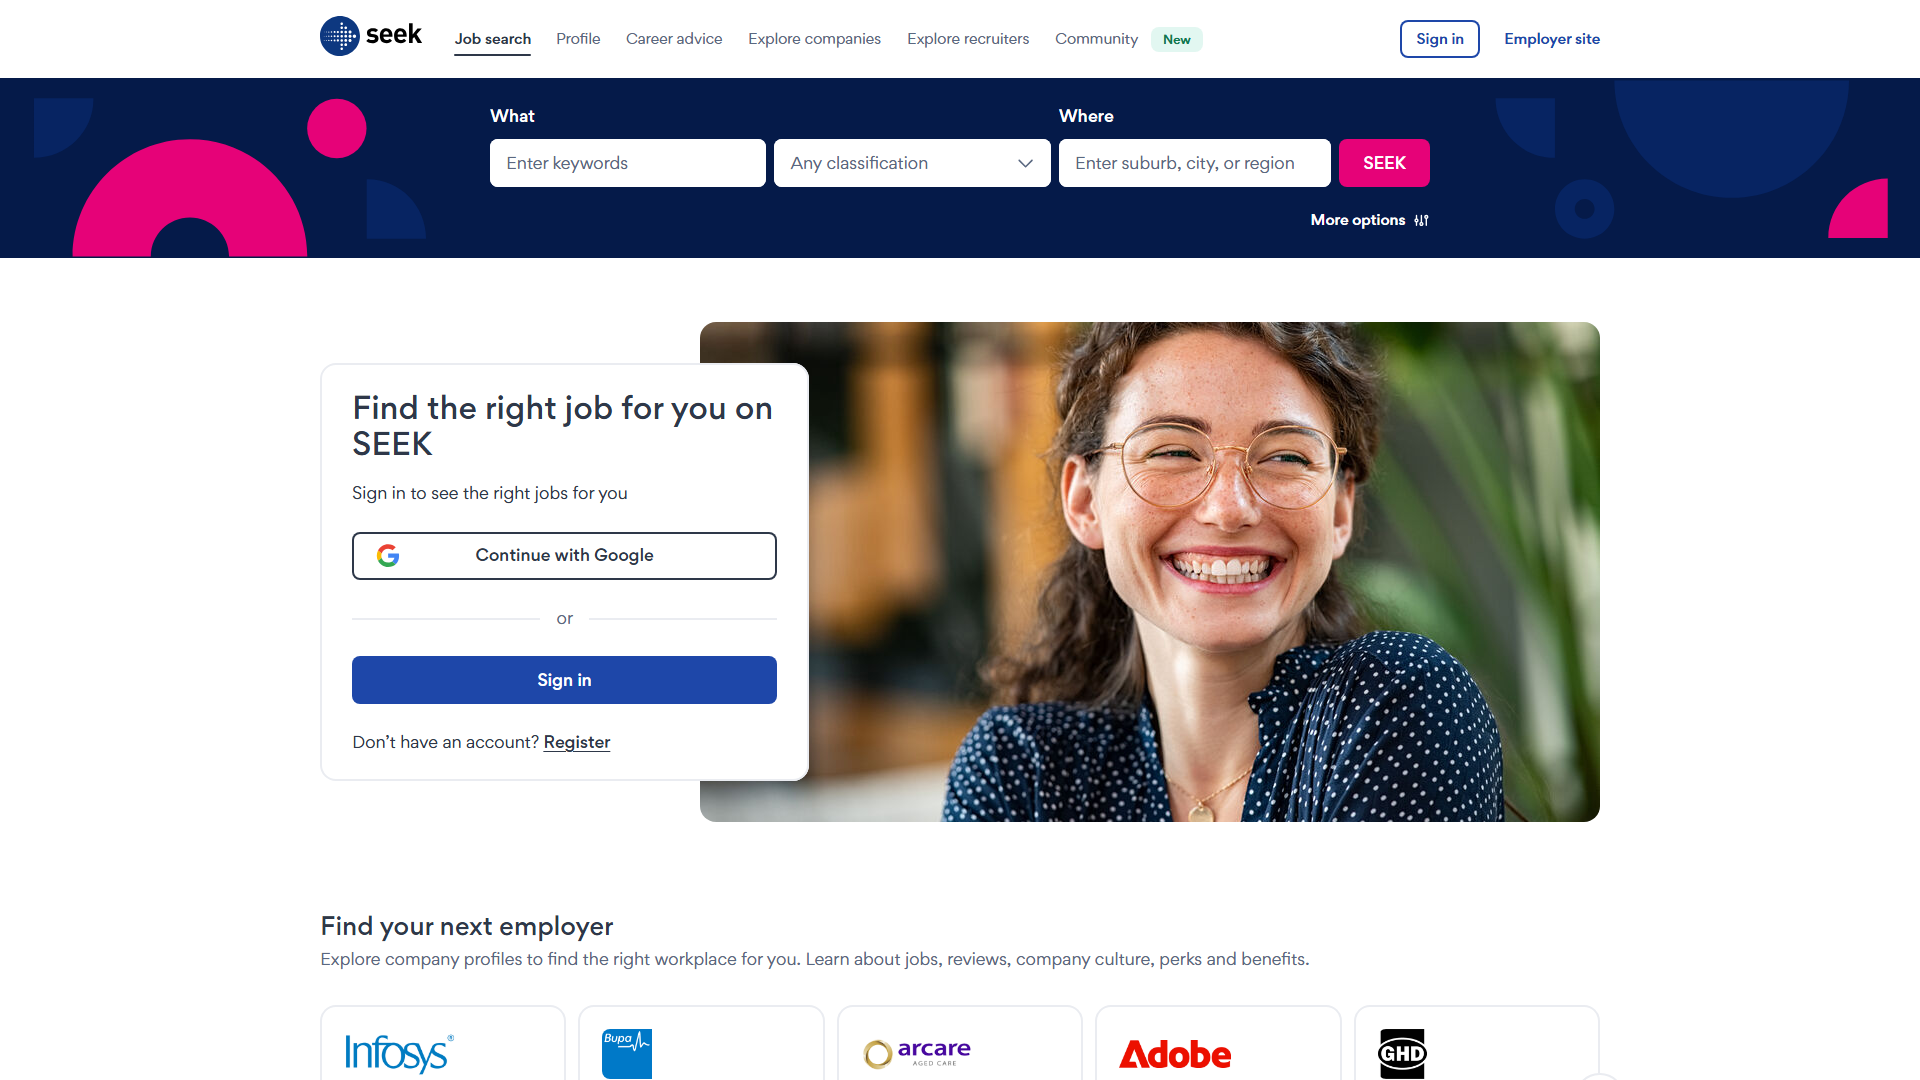 seek
Job search Profile Career advice Explore companies Explore recruiters Community New Sign in Employer site
What Where
Enter keywords Any classification Enter suburb, city, or region SEEK
More options
Find the right job for you on
SEEK
Sign in to see the right jobs for you
Continue with Google
or
Sign in
Don’t have an account? Register
Find your next employer
Explore company profiles to find the right workplace for you. Learn about jobs, reviews, company culture, perks and benefits.
Infosys®
Bupa
arcare
AGED CARE
Adobe
GHD